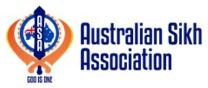 ASA
GOD IS ONE
Australian Sikh
Association